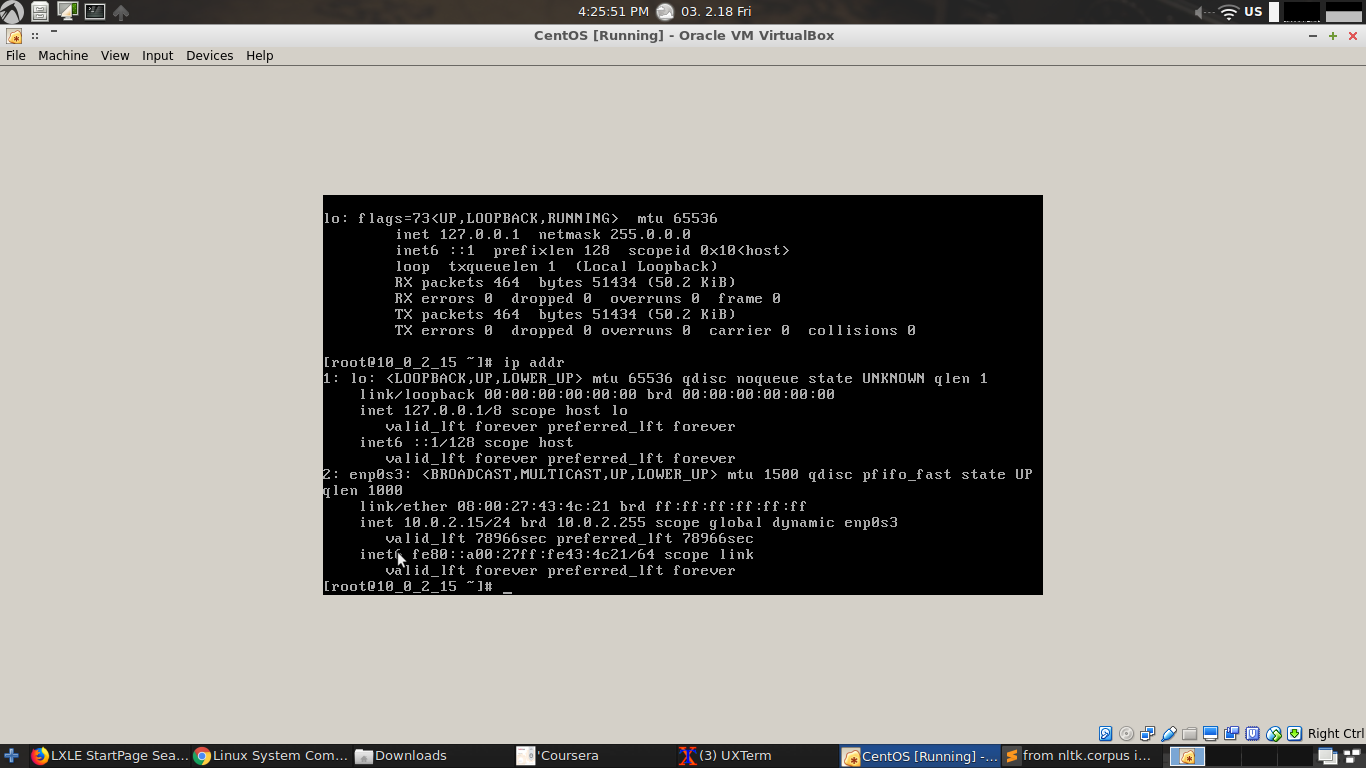 4:25:51 PM 03. 2.18 Fri US
CentOS [Running] - Oracle VM VirtualBox
File Machine View Input Devices Help
lo: flags=73<UP,LOOPBACK,RUNNING>  mtu 65536
inet 127.0.0.1  netmask 255.0.0.0
inet6 ::1  prefixlen 128  scopeid 0x10<host>
loop  txqueuelen 1  (Local Loopback)
RX packets 464  bytes 51434 (50.2 KiB)
RX errors 0  dropped 0  overruns 0  frame 0
TX packets 464  bytes 51434 (50.2 KiB)
TX errors 0  dropped 0 overruns 0  carrier 0  collisions 0
[root@10_0_2_15 ~]# ip addr
1: lo: <LOOPBACK,UP,LOWER_UP> mtu 65536 qdisc noqueue state UNKNOWN qlen 1
link/loopback 00:00:00:00:00:00 brd 00:00:00:00:00:00
inet 127.0.0.1/8 scope host lo
valid_lft forever preferred_lft forever
inet6 ::1/128 scope host
valid_lft forever preferred_lft forever
2: enp0s3: <BROADCAST,MULTICAST,UP,LOWER_UP> mtu 1500 qdisc pfifo_fast state UP
qlen 1000
link/ether 08:00:27:43:4c:21 brd ff:ff:ff:ff:ff:ff
inet 10.0.2.15/24 brd 10.0.2.255 scope global dynamic enp0s3
valid_lft 78966sec preferred_lft 78966sec
inet6 fe80::a00:27ff:fe43:4c21/64 scope link
valid_lft forever preferred_lft forever
[root@10_0_2_15 ~]# _
Right Ctrl
LXLE StartPage Sea... Linux System Com... Downloads 'Coursera (3) UXTerm CentOS [Running] -... from nltk.corpus i...